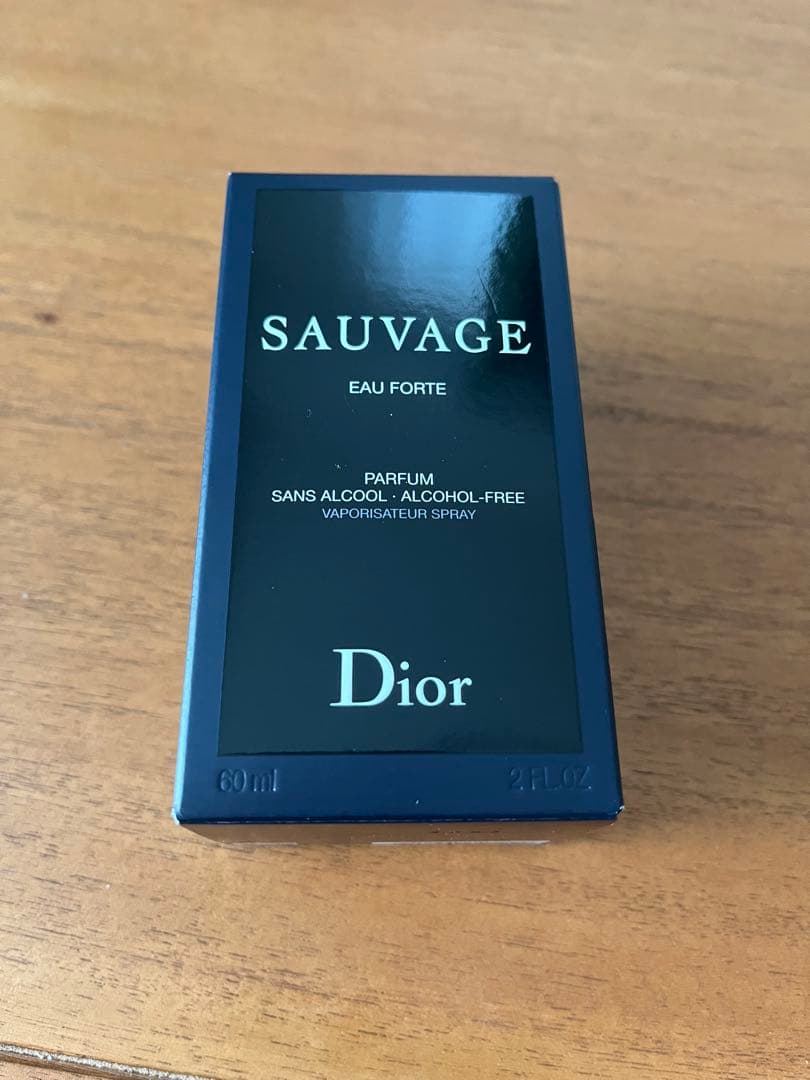 SAUVAGE
EAU FORTE
PARFUM
SANS ALCOOL · ALCOHOL-FREE
VAPORISATEUR SPRAY
Dior
60 ml 2 FL.OZ